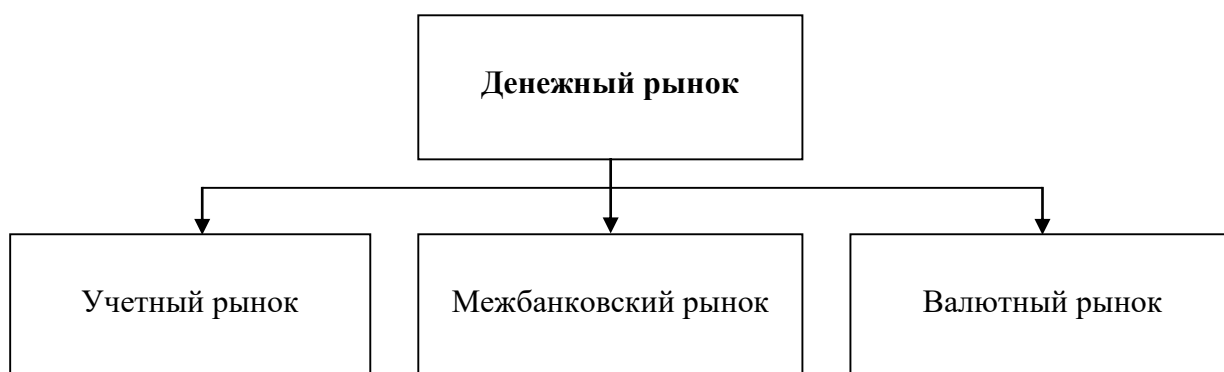 Денежный рынок
Учетный рынок
Межбанковский рынок
Валютный рынок